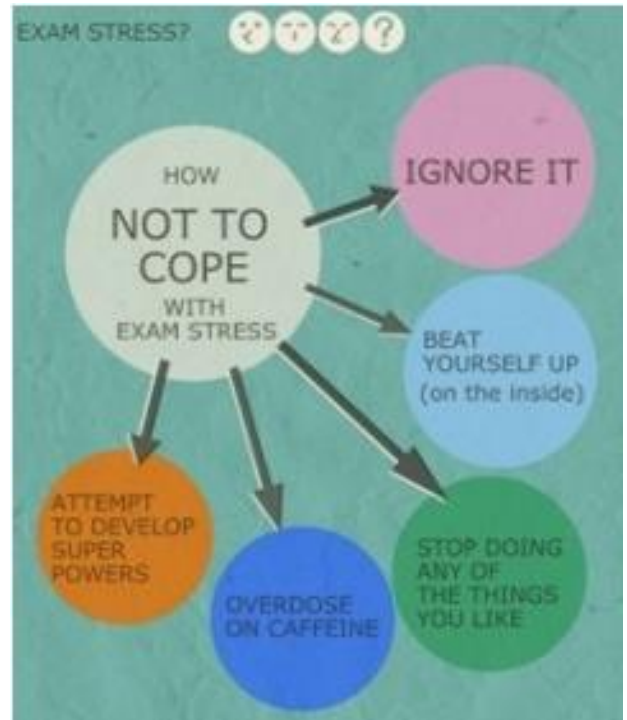 EXAM STRESS?
?
HOW
NOT TO
COPE
WITH
EXAM STRESS
IGNORE IT
BEAT
YOURSELF UP
(on the inside)
STOP DOING
ANY OF
THE THINGS
YOU LIKE
OVERDOSE
ON CAFFEINE
ATTEMPT
TO DEVELOP
SUPER
POWERS